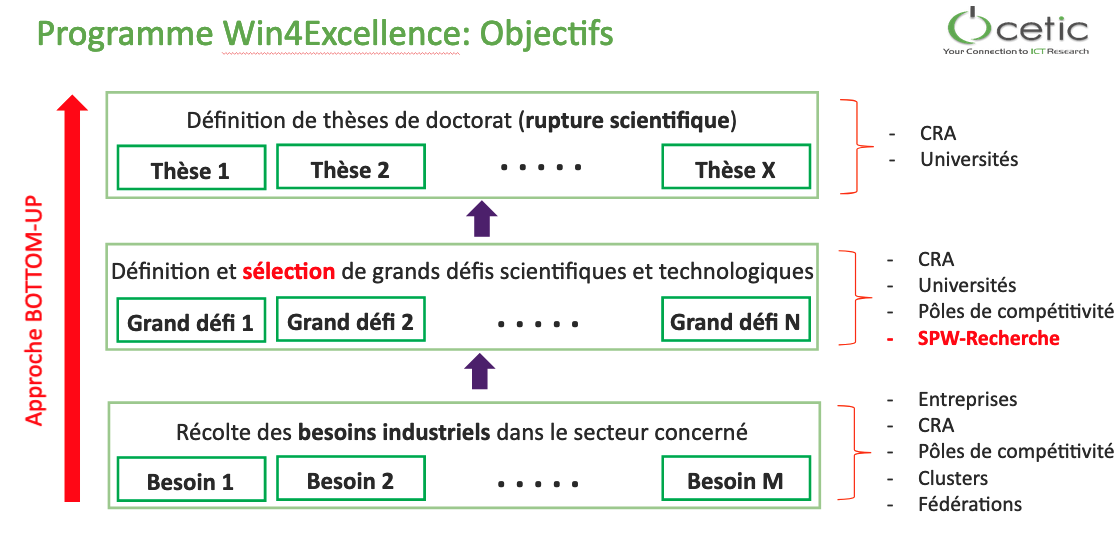 Programme Win4Excellence: Objectifs
cetic
Your Connection to ICT Research
Approche BOTTOM-UP
Définition de thèses de doctorat (rupture scientifique)
Thèse 1
Thèse 2
. . . . .
Thèse X
- CRA
- Universités
Définition et sélection de grands défis scientifiques et technologiques
Grand défi 1
Grand défi 2
. . . . .
Grand défi N
- CRA
- Universités
- Pôles de compétitivité
- SPW-Recherche
Récolte des besoins industriels dans le secteur concerné
Besoin 1
Besoin 2
. . . . .
Besoin M
- Entreprises
- CRA
- Pôles de compétitivité
- Clusters
- Fédérations